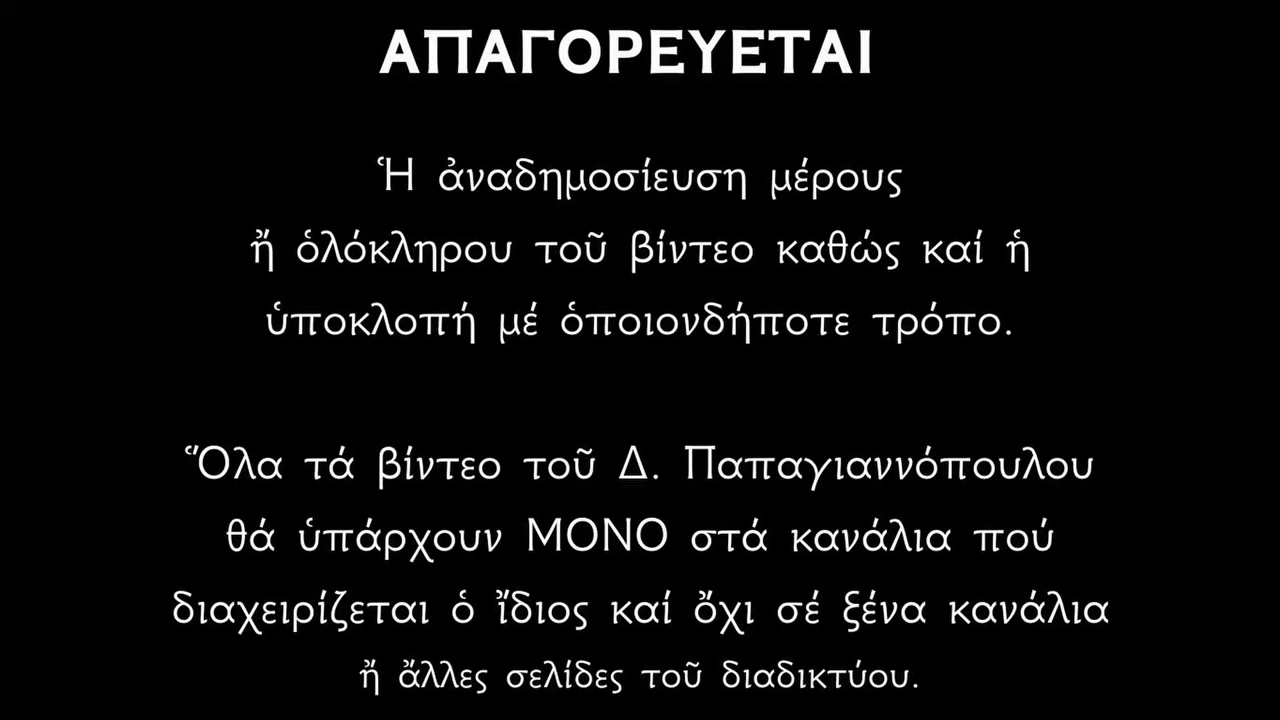 ΑΠΑΓΟΡΕΥΕΤΑΙ
Ἡ ἀναδημοσίευση μέρους
ἤ ὁλόκληρου τοῦ βίντεο καθώς καί ἡ
ὑποκλοπή μέ ὁποιονδήποτε τρόπο.
Ὅλα τά βίντεο τοῦ Δ. Παπαγιαννόπουλου
θά ὑπάρχουν ΜΟΝΟ στά κανάλια πού
διαχειρίζεται ὁ ἴδιος καί ὄχι σέ ξένα κανάλια
ἤ ἄλλες σελίδες τοῦ διαδικτύου.